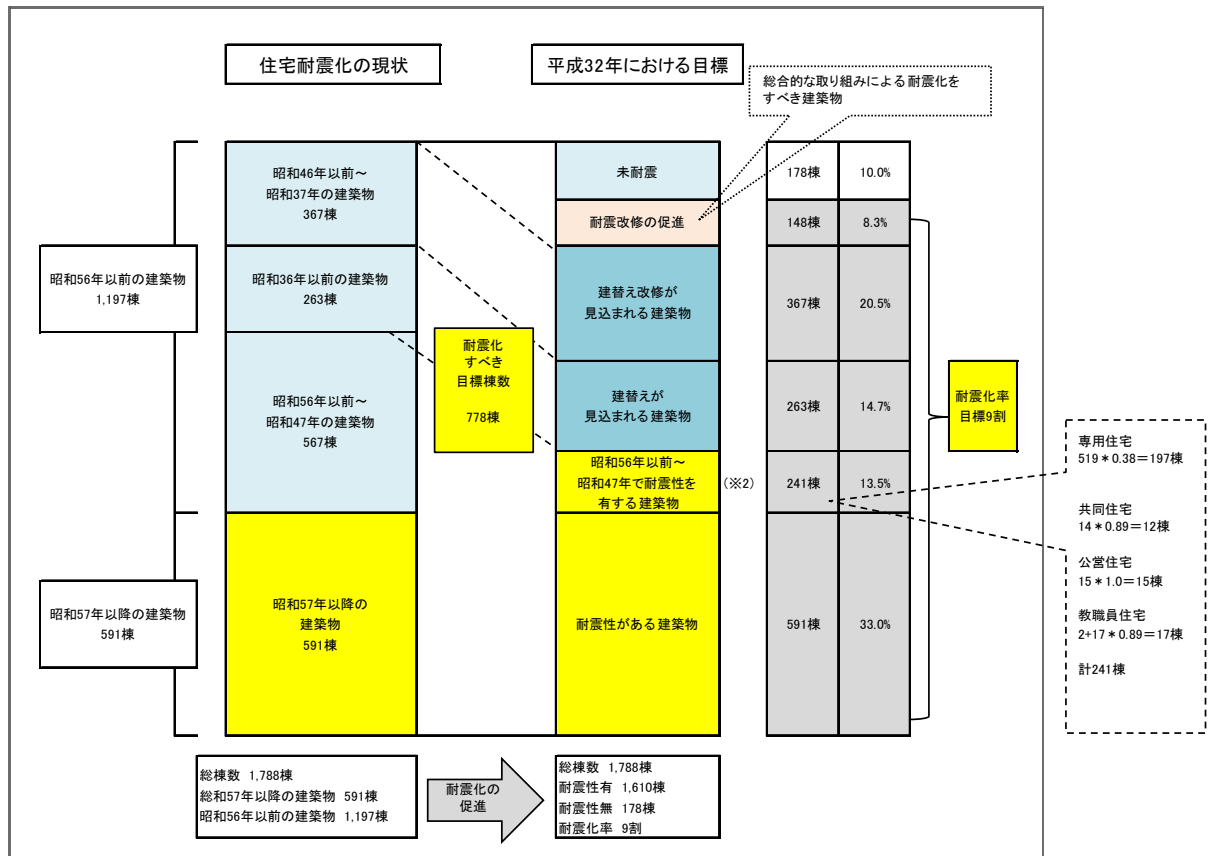 住宅耐震化の現状
平成32年における目標
総合的な取り組みによる耐震化を
すべき建築物
昭和56年以前の建築物
1,197棟
昭和57年以降の建築物
591棟
昭和46年以前~
昭和37年の建築物
367棟
昭和36年以前の建築物
263棟
昭和56年以前~
昭和47年の建築物
567棟
昭和57年以降の
建築物
591棟
耐震化
すべき
目標棟数
778棟
未耐震
耐震改修の促進
建替え改修が
見込まれる建築物
建替えが
見込まれる建築物
昭和56年以前~
昭和47年で耐震性を
有する建築物
(※2)
耐震性がある建築物
178棟 10.0%
148棟 8.3%
367棟 20.5%
263棟 14.7%
241棟 13.5%
591棟 33.0%
耐震化率
目標9割
専用住宅
519*0.38=197棟
共同住宅
14*0.89=12棟
公営住宅
15*1.0=15棟
教職員住宅
2+17*0.89=17棟
計241棟
総棟数 1,788棟
総和57年以降の建築物 591棟
昭和56年以前の建築物 1,197棟
耐震化の
促進
総棟数 1,788棟
耐震性有 1,610棟
耐震性無 178棟
耐震化率 9割